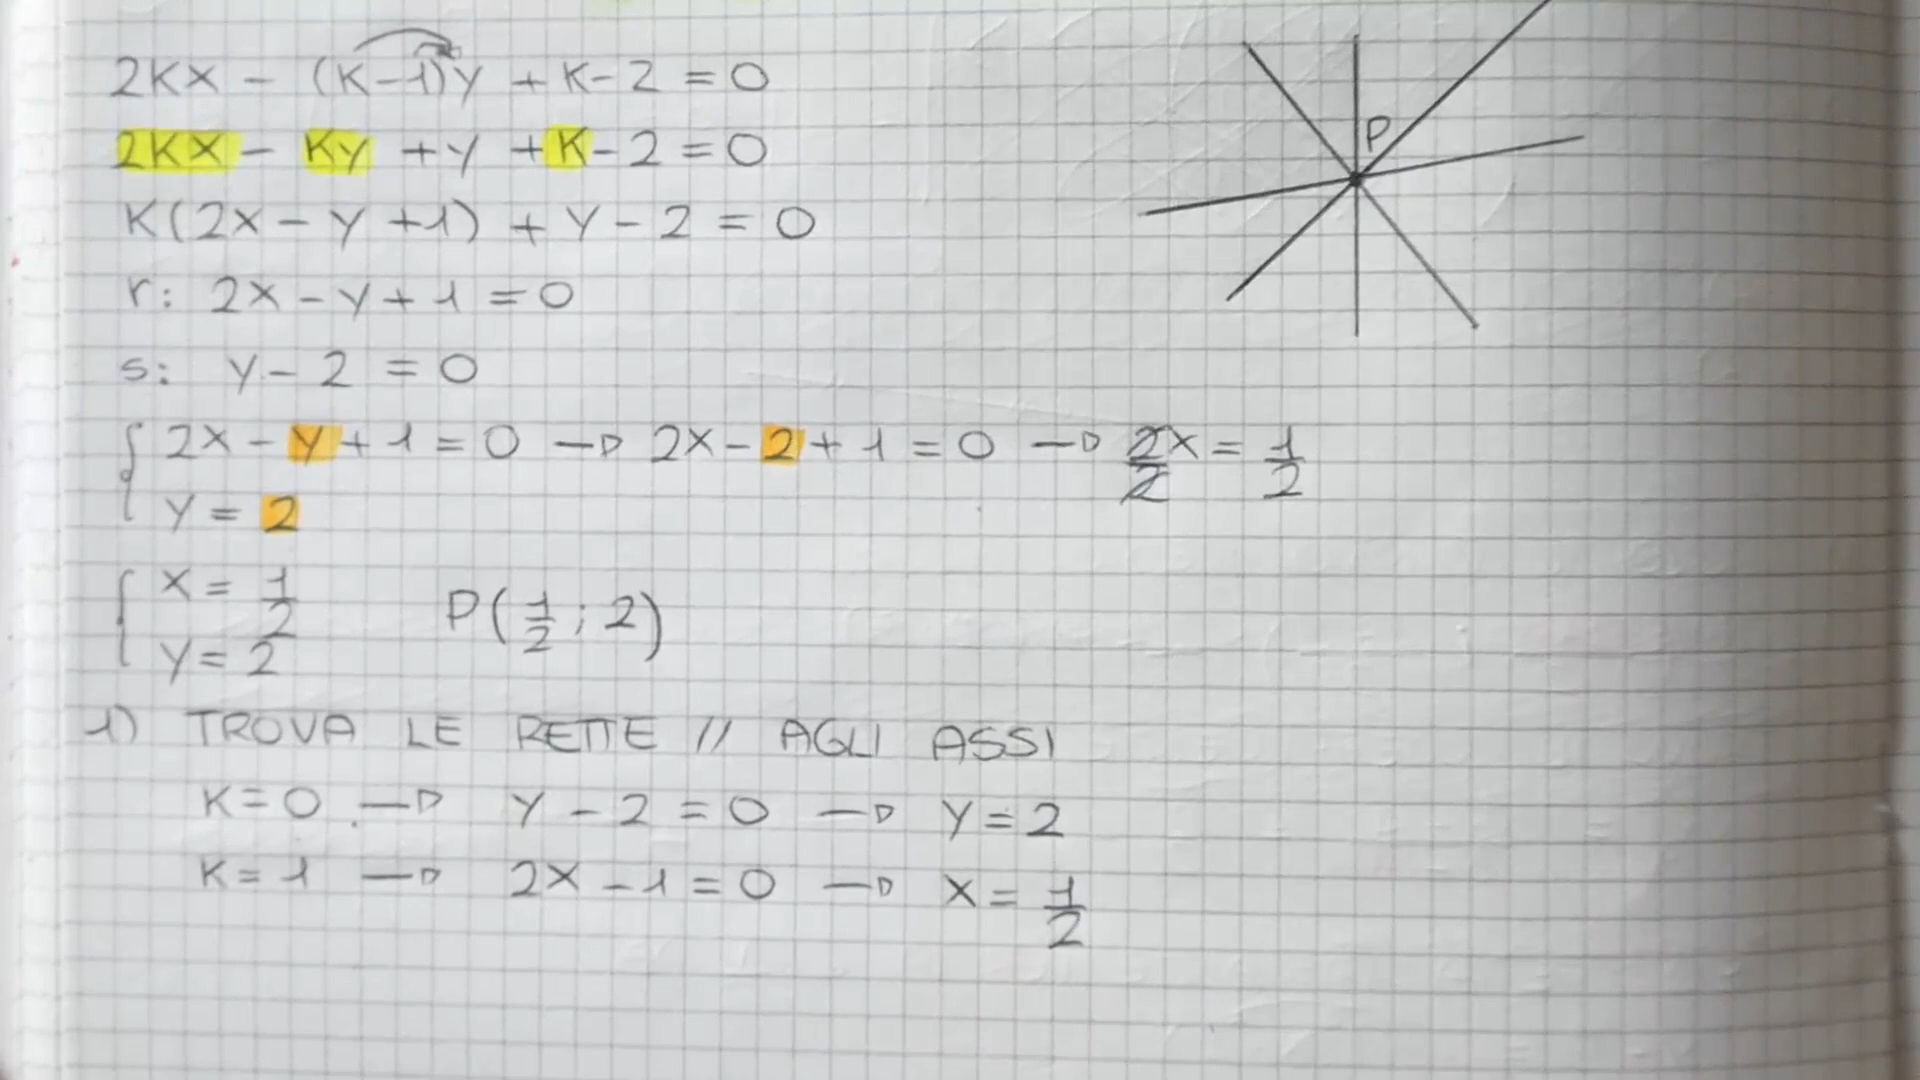 2KX - (K-1)Y + K-2 = 0
2KX - KY + Y + K - 2 = 0
K(2X - Y + 1) + Y - 2 = 0
r: 2X - Y + 1 = 0
s: Y - 2 = 0
{ 2X - Y + 1 = 0 → 2X - 2 + 1 = 0 → 2X/2 = 1/2
Y = 2
{ X = 1/2
Y = 2
P(1/2 ; 2)
1) TROVA LE RETTE // AGLI ASSI
K = 0 → Y - 2 = 0 → Y = 2
K = 1 → 2X - 1 = 0 → X = 1/2
P